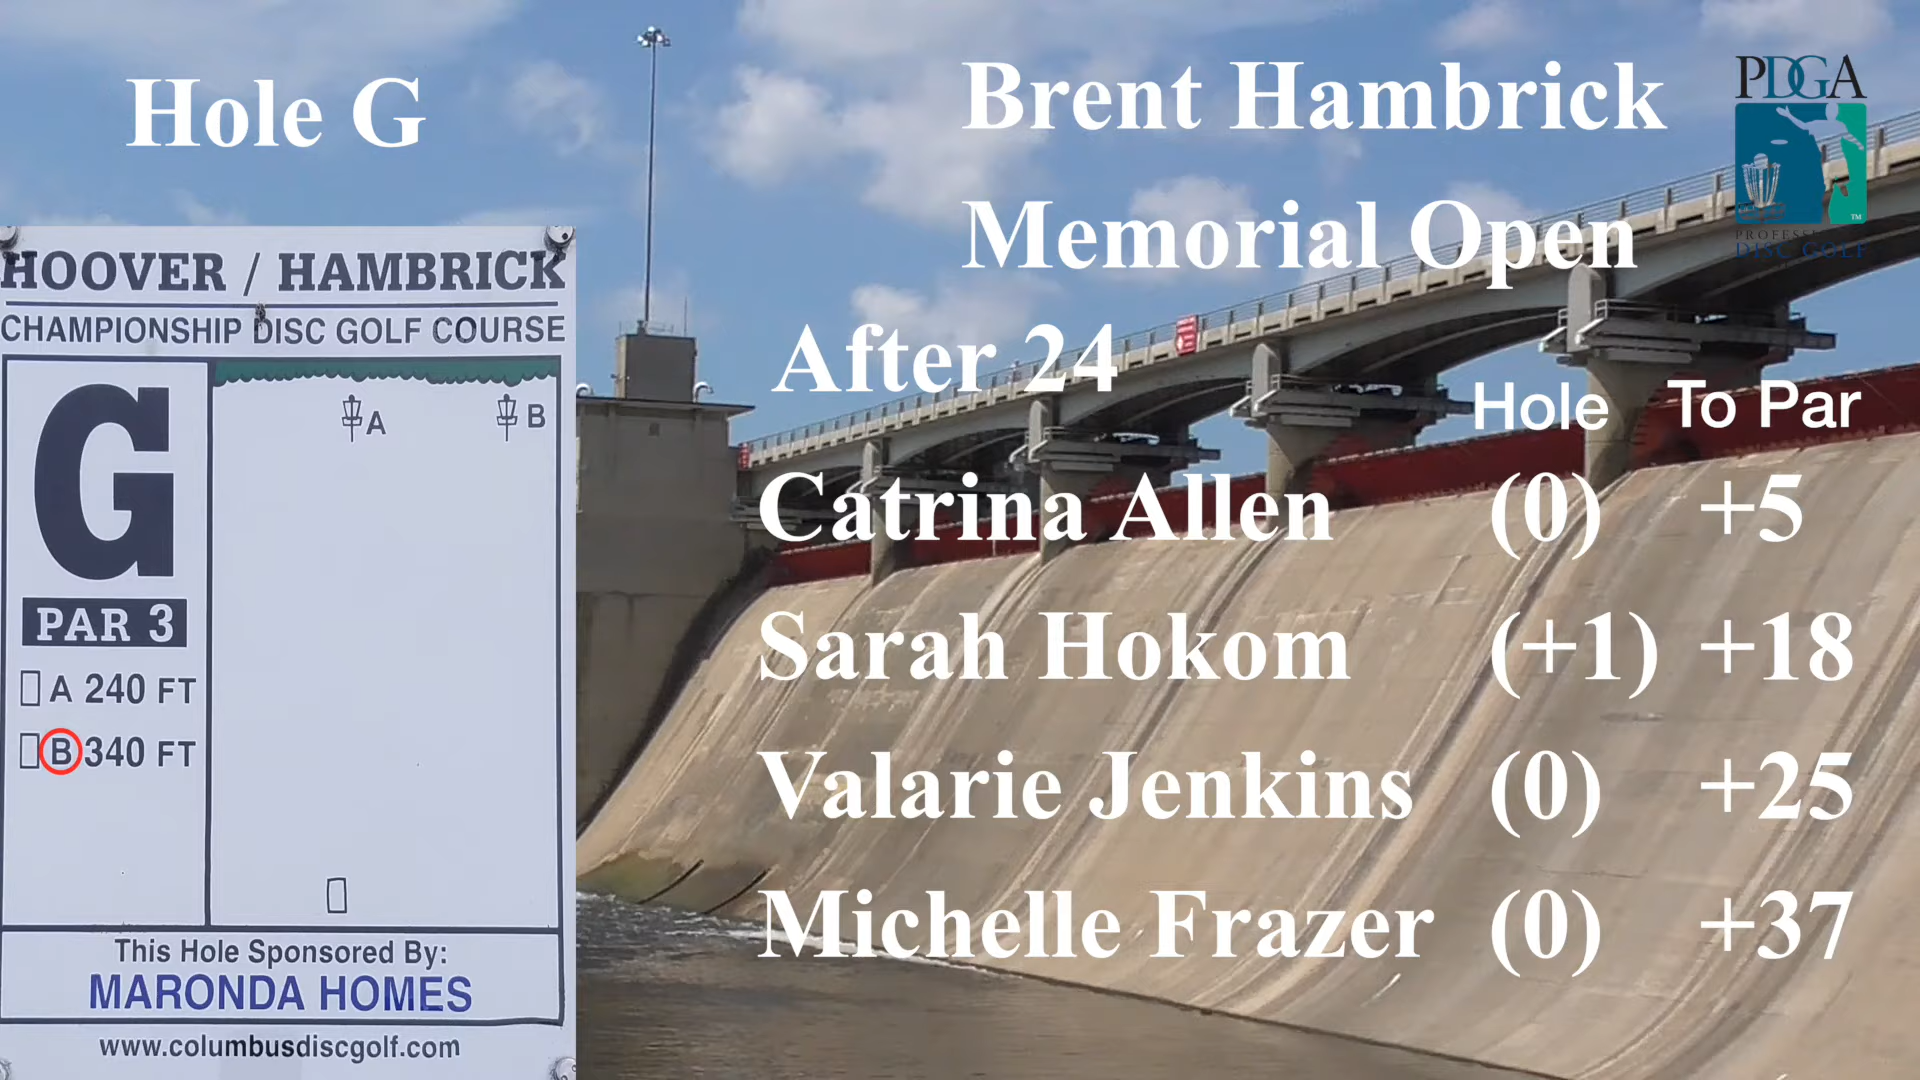 Hole G
HOOVER / HAMBRICK
CHAMPIONSHIP DISC GOLF COURSE
G
PAR 3
A 240 FT
B 340 FT
A
B
This Hole Sponsored By:
MARONDA HOMES
www.columbusdiscgolf.com
Brent Hambrick
Memorial Open
After 24
Hole To Par
Catrina Allen (0) +5
Sarah Hokom (+1) +18
Valarie Jenkins (0) +25
Michelle Frazer (0) +37
PDGA
DISC GOLF